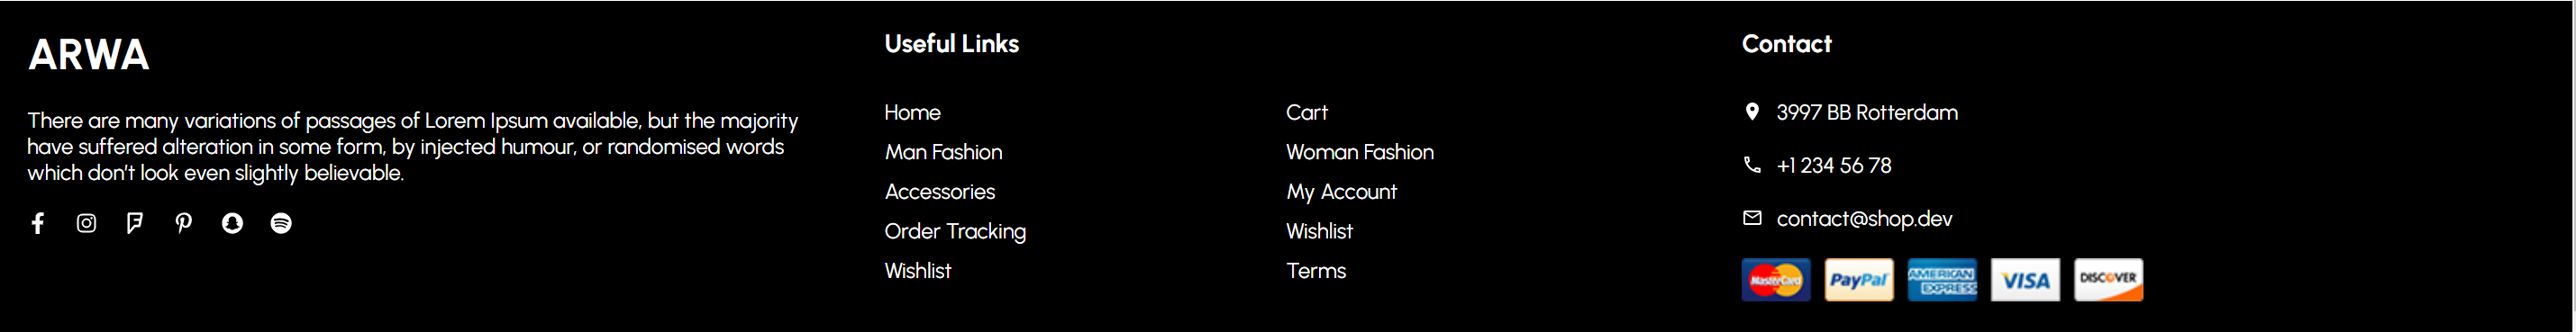 ARWA
There are many variations of passages of Lorem Ipsum available, but the majority
have suffered alteration in some form, by injected humour, or randomised words
which don't look even slightly believable.
Useful Links
Home
Man Fashion
Accessories
Order Tracking
Wishlist
Cart
Woman Fashion
My Account
Wishlist
Terms
Contact
3997 BB Rotterdam
+1 234 56 78
contact@shop.dev
MasterCard
PayPal
AMERICAN
EXPRESS
VISA
DISCOVER